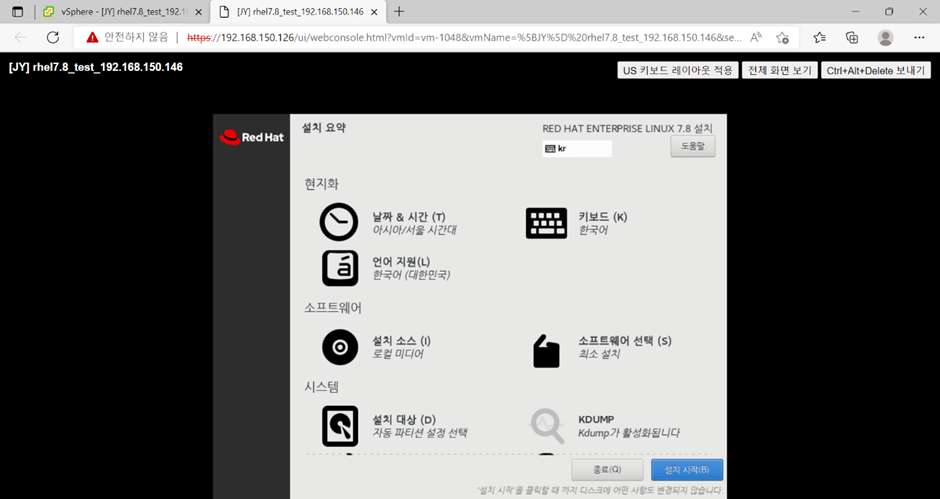 vSphere - [JY] rhel7.8_test_192.16
[JY] rhel7.8_test_192.168.150.146
안전하지 않음
https://192.168.150.126/ui/webconsole.html?vmId=vm-1048&vmName=%5BJY%5D%20rhel7.8_test_192.168.150.146&se...
[JY] rhel7.8_test_192.168.150.146
US 키보드 레이아웃 적용
전체 화면 보기
Ctrl+Alt+Delete 보내기
Red Hat
설치 요약
RED HAT ENTERPRISE LINUX 7.8 설치
kr
도움말
현지화
날짜 & 시간 (T)
아시아/서울 시간대
키보드 (K)
한국어
언어 지원(L)
한국어 (대한민국)
소프트웨어
설치 소스 (I)
로컬 미디어
소프트웨어 선택 (S)
최소 설치
시스템
설치 대상 (D)
자동 파티션 설정 선택
KDUMP
Kdump가 활성화됩니다
종료(Q)
설치 시작(B)
'설치 시작'을 클릭할 때 까지 디스크에 어떤 사항도 변경되지 않습니다.